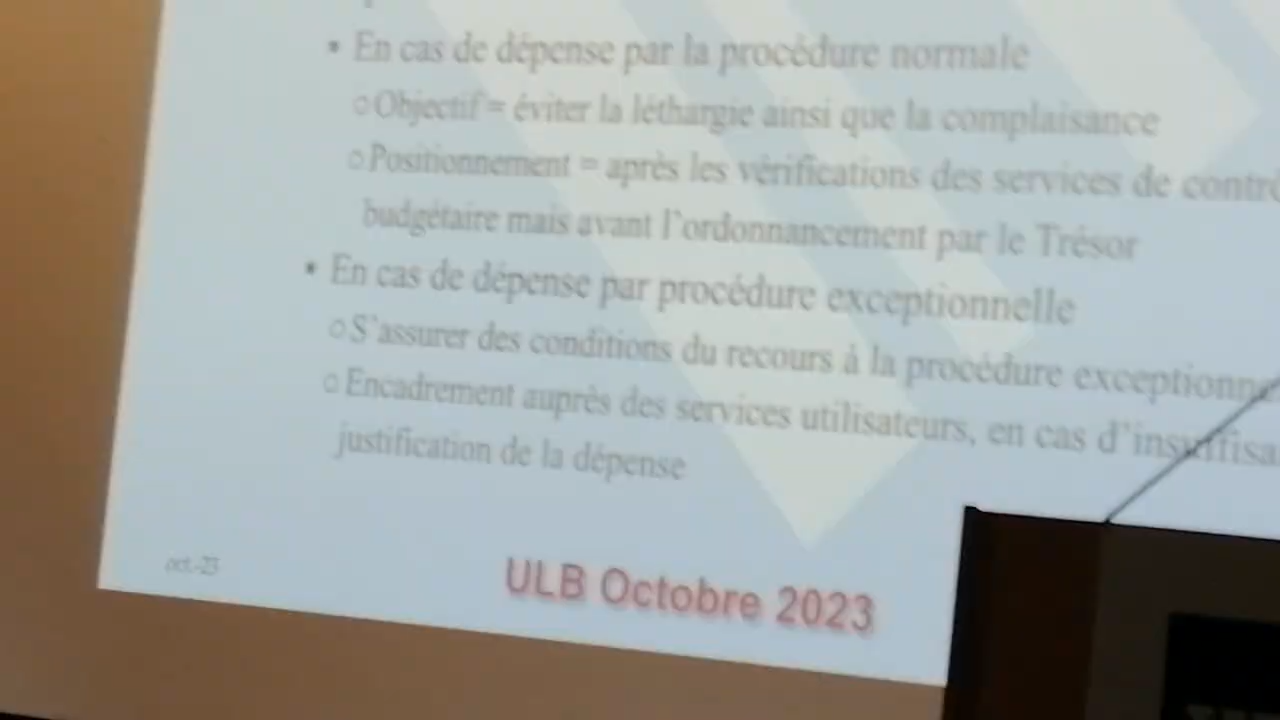 • En cas de dépense par la procédure normale
o Objectif = éviter la léthargie ainsi que la complaisance
o Positionnement = après les vérifications des services de contrô
budgétaire mais avant l'ordonnancement par le Trésor
• En cas de dépense par procédure exceptionnelle
o S'assurer des conditions du recours à la procédure exceptionne
o Encadrement auprès des services utilisateurs, en cas d'insuffisa
justification de la dépense
oct.-23
ULB Octobre 2023